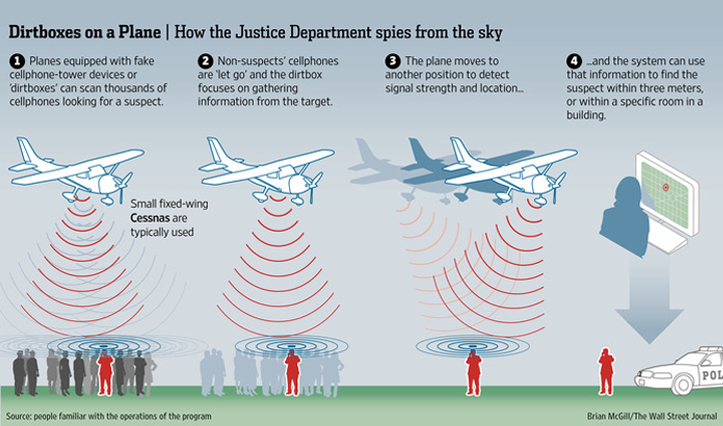 Dirtboxes on a Plane | How the Justice Department spies from the sky
1 Planes equipped with fake
cellphone-tower devices or
'dirtboxes' can scan thousands of
cellphones looking for a suspect.
2 Non-suspects' cellphones
are 'let go' and the dirtbox
focuses on gathering
information from the target.
3 The plane moves to
another position to detect
signal strength and location...
4 ...and the system can use
that information to find the
suspect within three meters,
or within a specific room in a
building.
Small fixed-wing
Cessnas are
typically used
POL
Source: people familiar with the operations of the program
Brian McGill/The Wall Street Journal